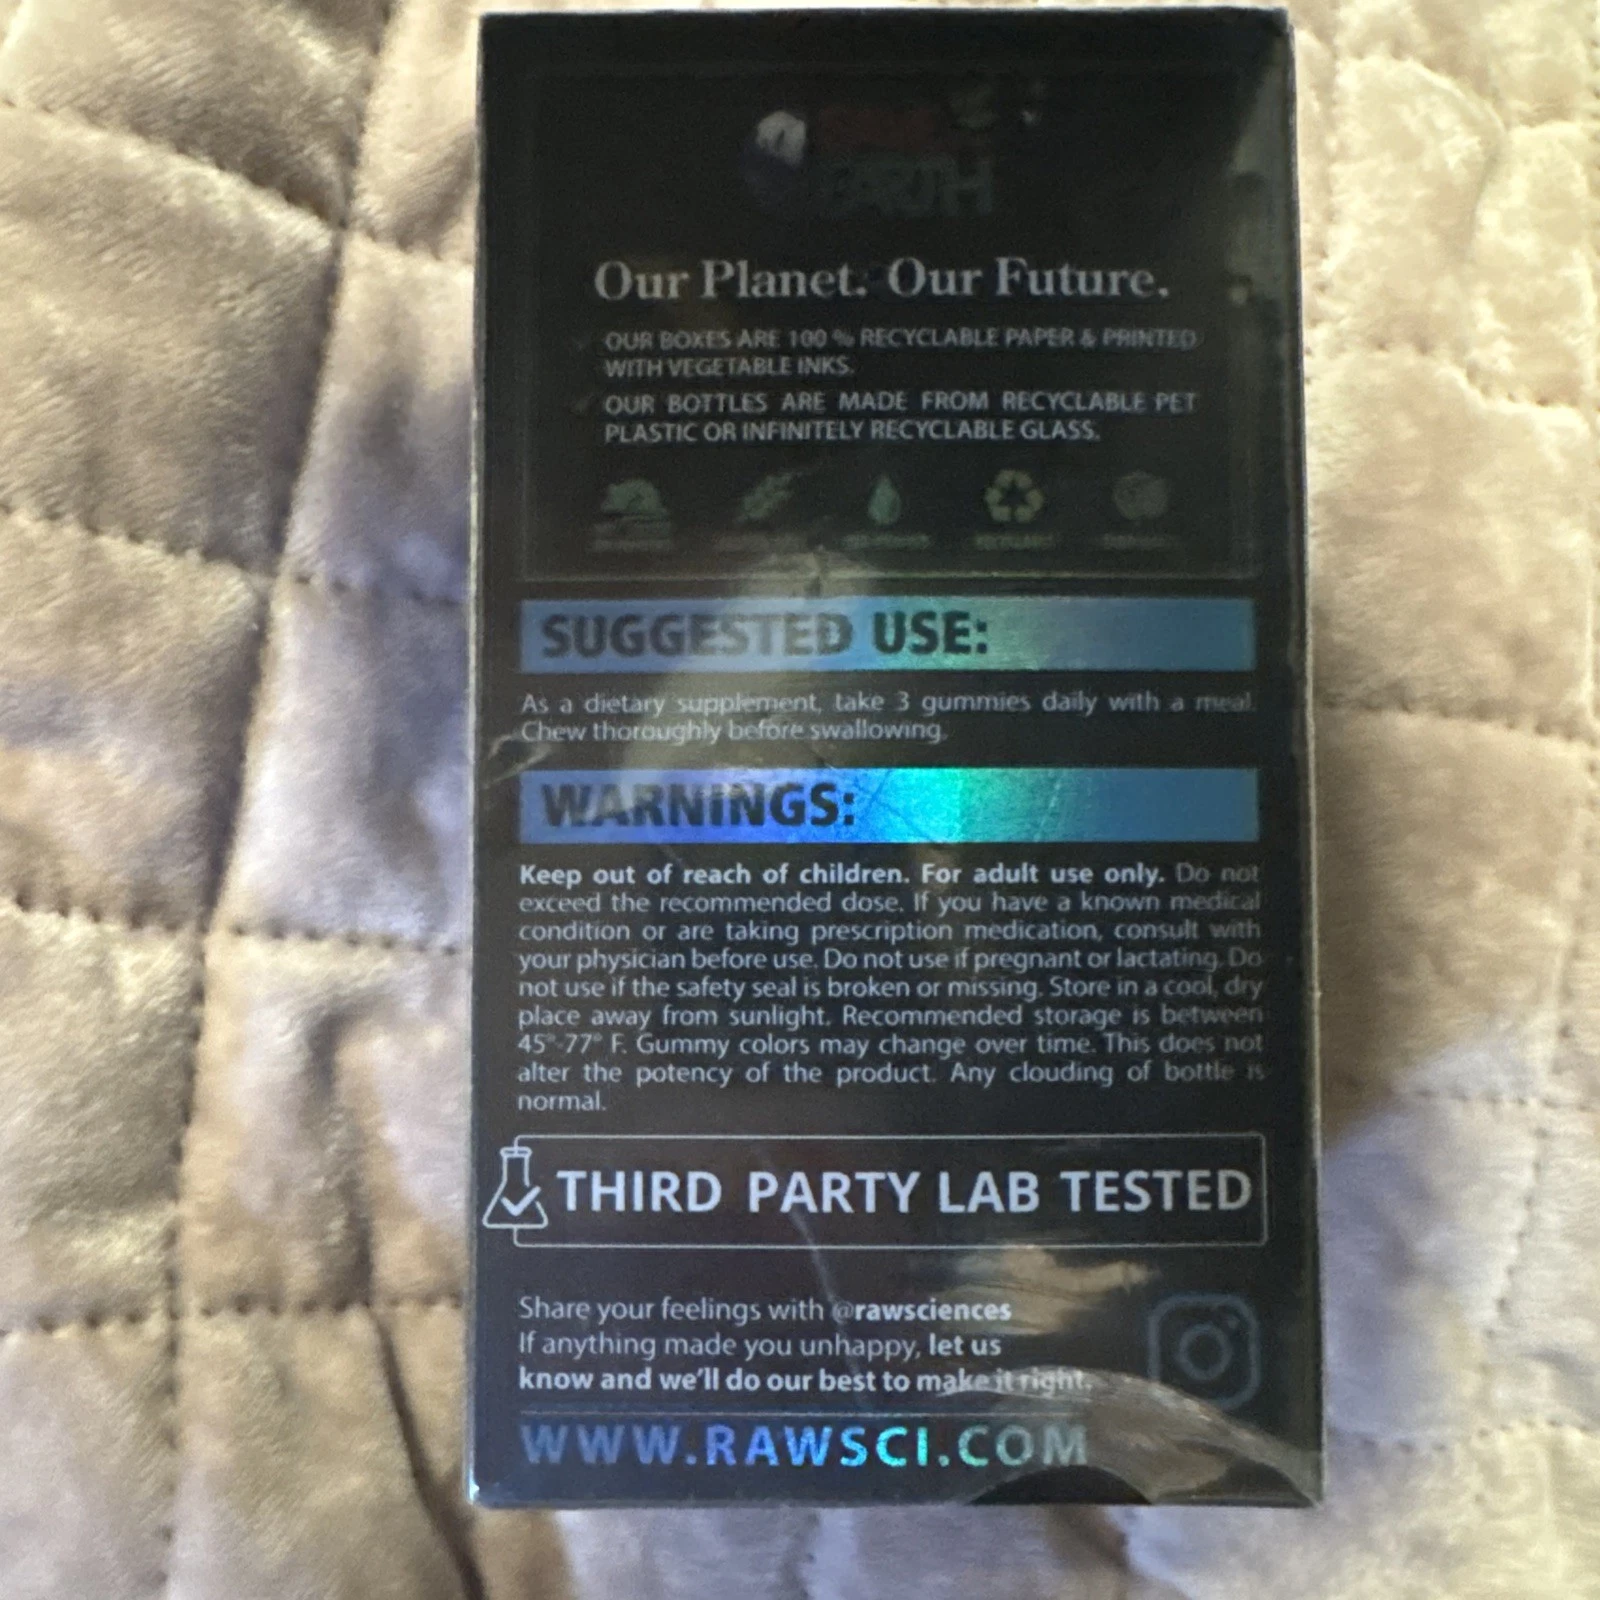 EARTH
Our Planet. Our Future.
OUR BOXES ARE 100 % RECYCLABLE PAPER & PRINTED
WITH VEGETABLE INKS.
OUR BOTTLES ARE MADE FROM RECYCLABLE PET
PLASTIC OR INFINITELY RECYCLABLE GLASS.
SUGGESTED USE:
As a dietary supplement, take 3 gummies daily with a meal.
Chew thoroughly before swallowing.
WARNINGS:
Keep out of reach of children. For adult use only. Do not
exceed the recommended dose. If you have a known medical
condition or are taking prescription medication, consult with
your physician before use. Do not use if pregnant or lactating. Do
not use if the safety seal is broken or missing. Store in a cool, dry
place away from sunlight. Recommended storage is between
45°-77° F. Gummy colors may change over time. This does not
alter the potency of the product. Any clouding of bottle is
normal.
THIRD PARTY LAB TESTED
Share your feelings with @rawsciences
If anything made you unhappy, let us
know and we'll do our best to make it right.
WWW.RAWSCI.COM